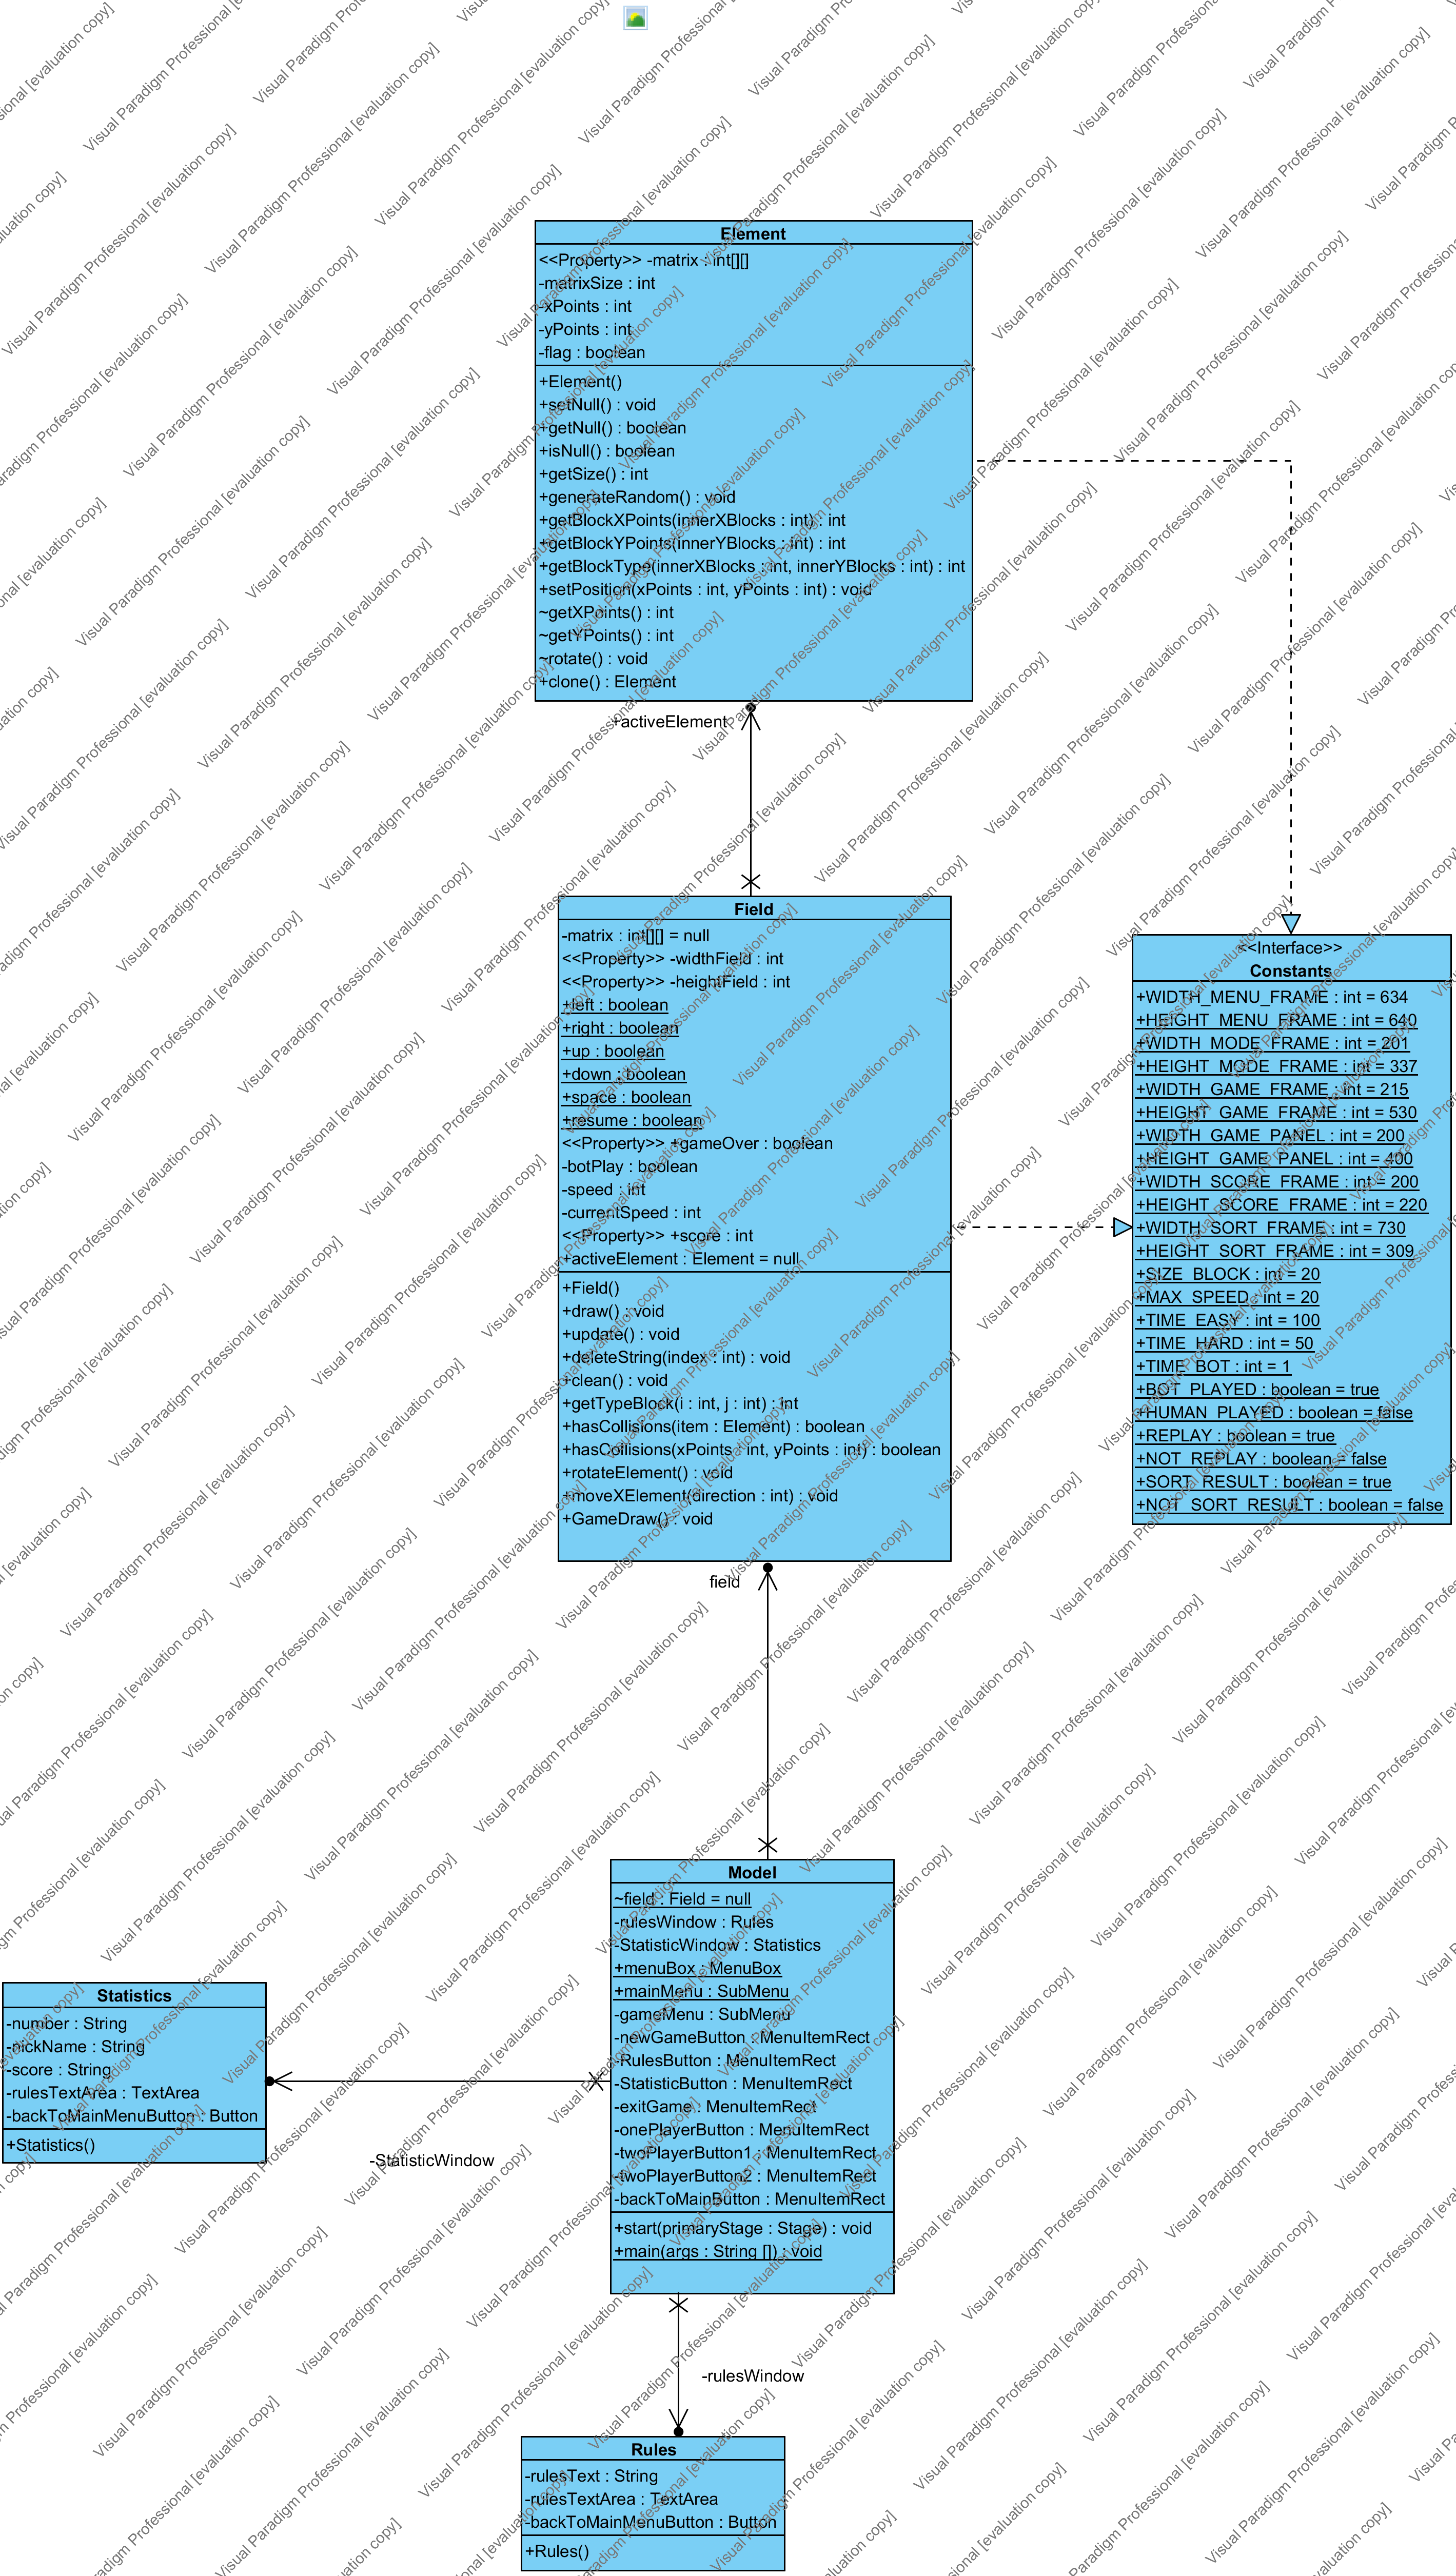 Element
<<Property>> -matrix : int[][]
-matrixSize : int
-xPoints : int
-yPoints : int
-flag : boolean
+Element()
+setNull() : void
+getNull() : boolean
+isNull() : boolean
+getSize() : int
+generateRandom() : void
+getBlockXPoints(innerXBlocks : int) : int
+getBlockYPoints(innerYBlocks : int) : int
+getBlockType(innerXBlocks : int, innerYBlocks : int) : int
+setPosition(xPoints : int, yPoints : int) : void
~getXPoints() : int
~getYPoints() : int
~rotate() : void
+clone() : Element
+activeElement
Field
-matrix : int[][] = null
<<Property>> -widthField : int
<<Property>> -heightField : int
+left : boolean
+right : boolean
+up : boolean
+down : boolean
+space : boolean
+resume : boolean
<<Property>> +gameOver : boolean
-botPlay : boolean
-speed : int
-currentSpeed : int
<<Property>> +score : int
+activeElement : Element = null
+Field()
+draw() : void
+update() : void
+deleteString(index : int) : void
+clean() : void
+getTypeBlock(i : int, j : int) : int
+hasCollisions(item : Element) : boolean
+hasCollisions(xPoints : int, yPoints : int) : boolean
+rotateElement() : void
+moveXElement(direction : int) : void
+GameDraw() : void
<<Interface>>
Constants
+WIDTH_MENU_FRAME : int = 634
+HEIGHT_MENU_FRAME : int = 640
+WIDTH_MODE_FRAME : int = 201
+HEIGHT_MODE_FRAME : int = 337
+WIDTH_GAME_FRAME : int = 215
+HEIGHT_GAME_FRAME : int = 530
+WIDTH_GAME_PANEL : int = 200
+HEIGHT_GAME_PANEL : int = 400
+WIDTH_SCORE_FRAME : int = 200
+HEIGHT_SCORE_FRAME : int = 220
+WIDTH_SORT_FRAME : int = 730
+HEIGHT_SORT_FRAME : int = 309
+SIZE_BLOCK : int = 20
+MAX_SPEED : int = 20
+TIME_EASY : int = 100
+TIME_HARD : int = 50
+TIME_BOT : int = 1
+BOT_PLAYED : boolean = true
+HUMAN_PLAYED : boolean = false
+REPLAY : boolean = true
+NOT_REPLAY : boolean = false
+SORT_RESULT : boolean = true
+NOT_SORT_RESULT : boolean = false
field
Model
~field : Field = null
-rulesWindow : Rules
-StatisticWindow : Statistics
+menuBox : MenuBox
+mainMenu : SubMenu
-gameMenu : SubMenu
-newGameButton : MenuItemRect
-RulesButton : MenuItemRect
-StatisticButton : MenuItemRect
-exitGame : MenuItemRect
-onePlayerButton : MenuItemRect
-twoPlayerButton1 : MenuItemRect
-twoPlayerButton2 : MenuItemRect
-backToMainButton : MenuItemRect
+start(primaryStage : Stage) : void
+main(args : String []) : void
Statistics
-number : String
-nickName : String
-score : String
-rulesTextArea : TextArea
-backToMainMenuButton : Button
+Statistics()
-StatisticWindow
-rulesWindow
Rules
-rulesText : String
-rulesTextArea : TextArea
-backToMainMenuButton : Button
+Rules()
Visual Paradigm Professional [evaluation copy]